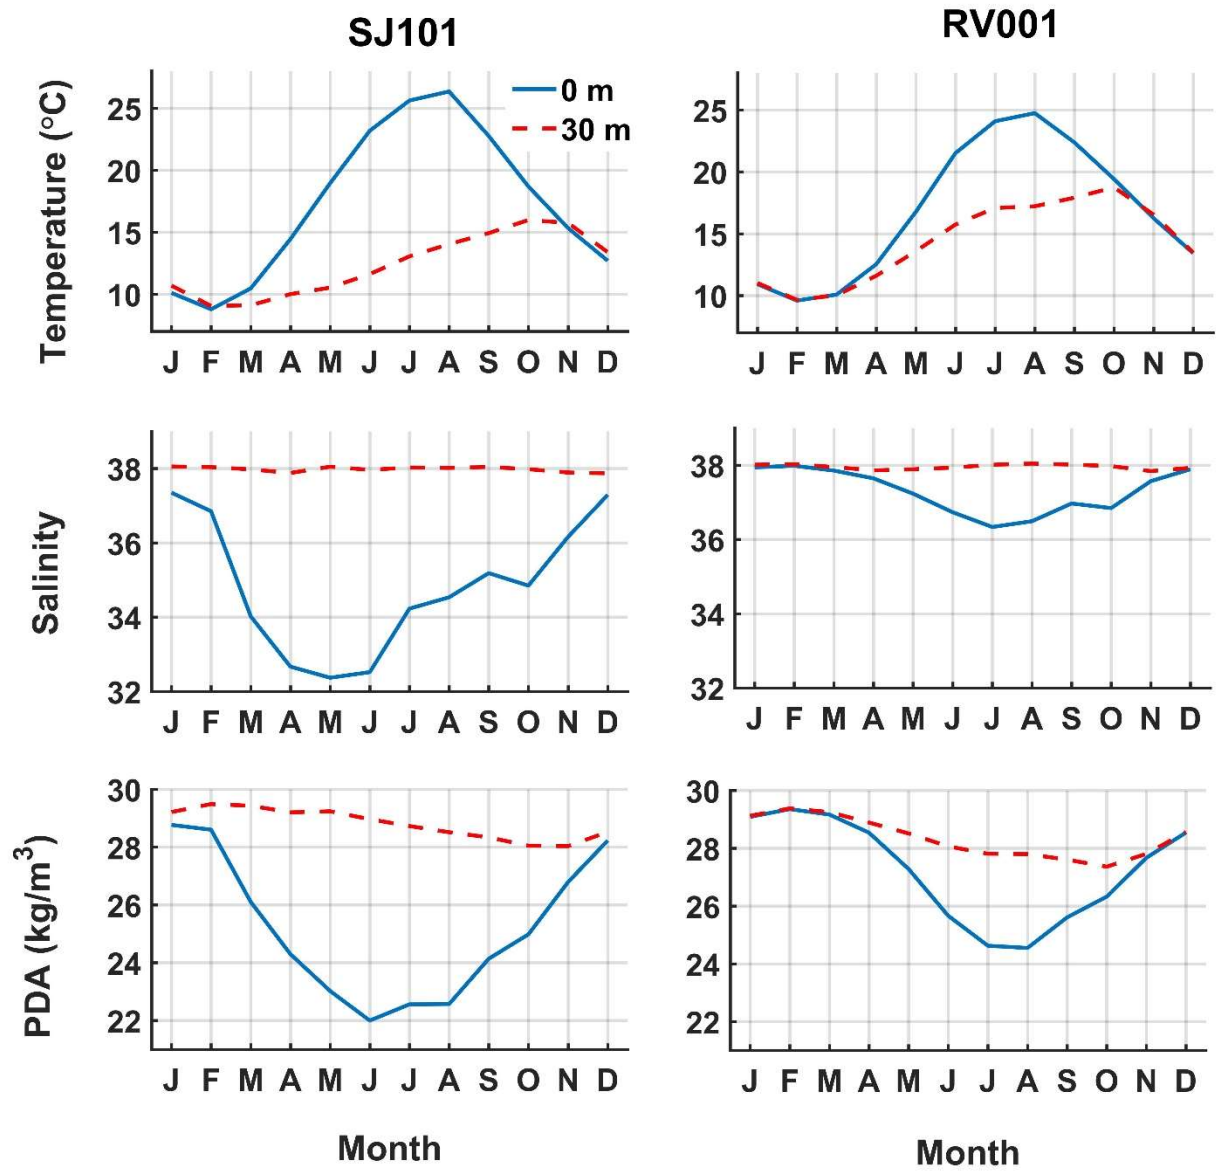 SJ101
RV001
Temperature (°C)
25
20
15
10
0 m
30 m
J F M A M J J A S O N D
25
20
15
10
J F M A M J J A S O N D
Salinity
38
36
34
32
J F M A M J J A S O N D
38
36
34
32
J F M A M J J A S O N D
PDA (kg/m³)
30
28
26
24
22
J F M A M J J A S O N D
Month
30
28
26
24
22
J F M A M J J A S O N D
Month